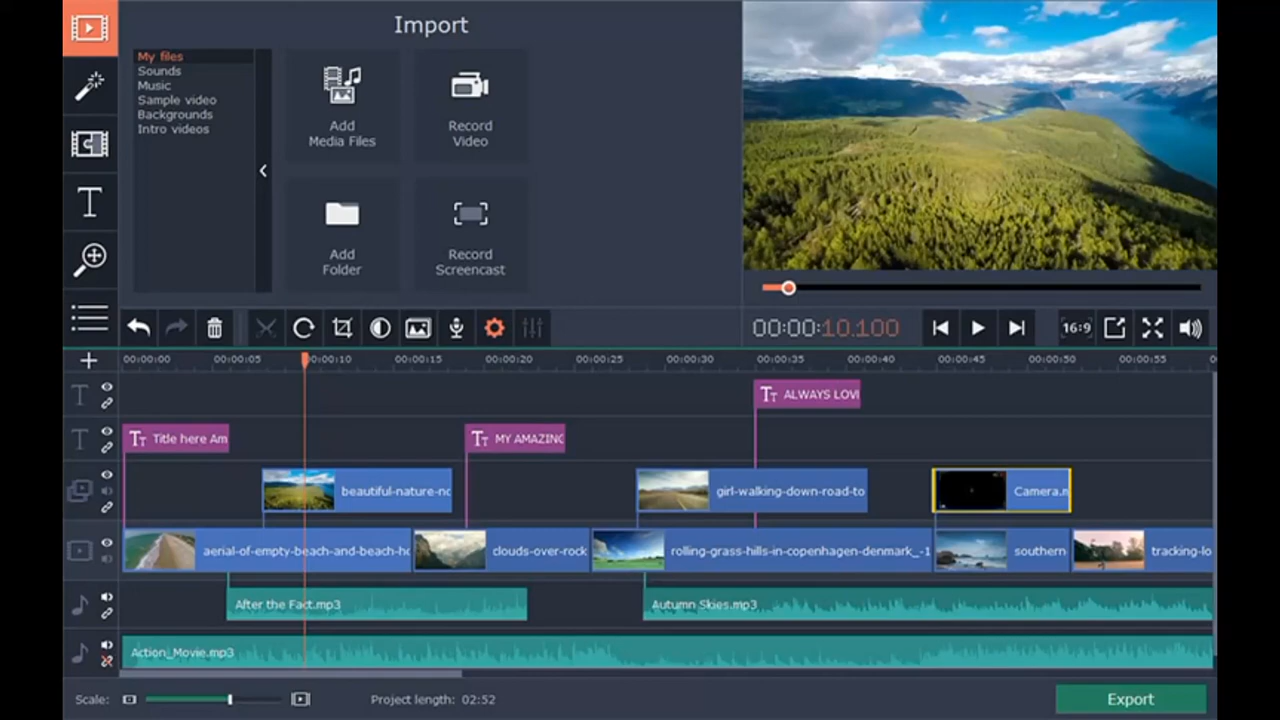 Import
My files
Sounds
Music
Sample video
Backgrounds
Intro videos
Add
Media Files
Record
Video
Add
Folder
Record
Screencast
00:00:10.100
16:9
00:00:00 00:00:05 00:00:10 00:00:15 00:00:20 00:00:25 00:00:30 00:00:35 00:00:40 00:00:45 00:00:50 00:00:55
ALWAYS LOVI
Title here Am
MY AMAZING
beautiful-nature-no
girl-walking-down-road-to
Camera.m
aerial-of-empty-beach-and-beach-ho
clouds-over-rock
rolling-grass-hills-in-copenhagen-denmark_-1
southern
tracking-lo
After the Fact.mp3
Autumn Skies.mp3
Action_Movie.mp3
Scale:
Project length: 02:52
Export